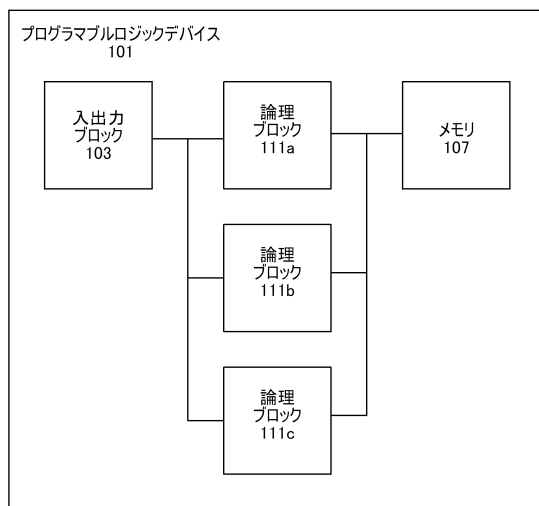 プログラマブルロジックデバイス
101
入出力
ブロック
103
論理
ブロック
111a
メモリ
107
論理
ブロック
111b
論理
ブロック
111c